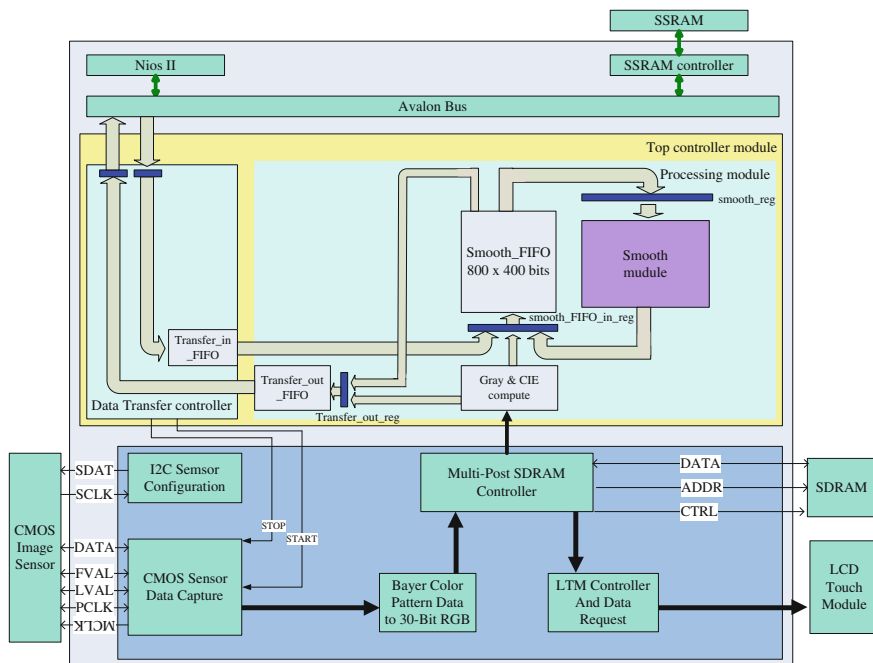 SSRAM
Nios II
SSRAM controller
Avalon Bus
Top controller module
Processing module
smooth_reg
Smooth_FIFO
800 x 400 bits
Smooth
mudule
smooth_FIFO_in_reg
Transfer_in
_FIFO
Transfer_out
_FIFO
Gray & CIE
compute
Data Transfer controller
Transfer_out_reg
SDAT
SCLK
I2C Semsor
Configuration
Multi-Post SDRAM
Controller
DATA
ADDR
CTRL
SDRAM
CMOS
Image
Sensor
STOP
START
DATA
FVAL
LVAL
PCLK
MCLK
CMOS Sensor
Data Capture
Bayer Color
Pattern Data
to 30-Bit RGB
LTM Controller
And Data
Request
LCD
Touch
Module